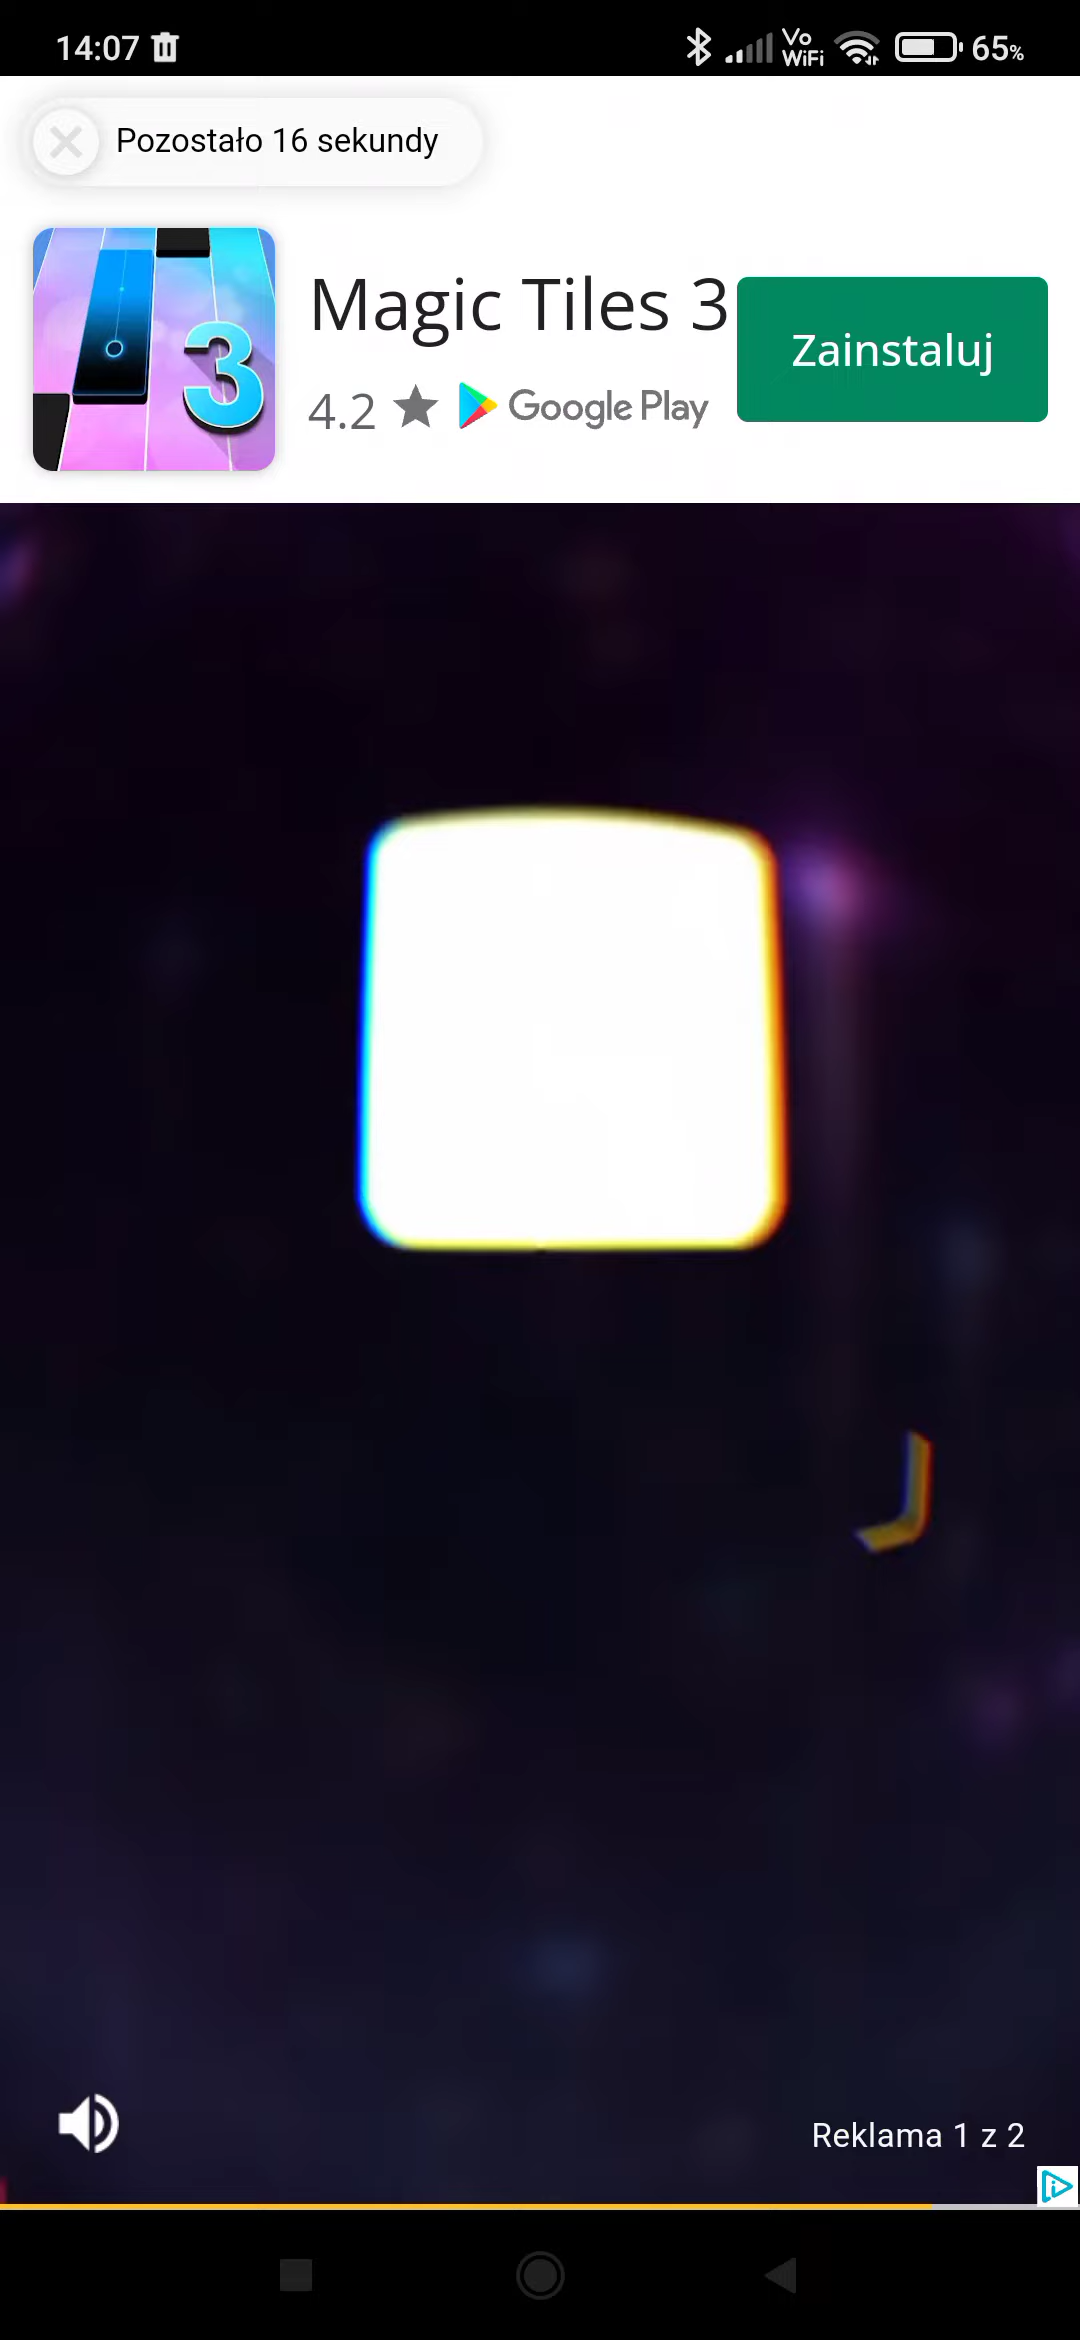 14:07
Vo
WiFi
65%
Pozostało 16 sekundy
3
Magic Tiles 3
4.2
Google Play
Zainstaluj
Reklama 1 z 2